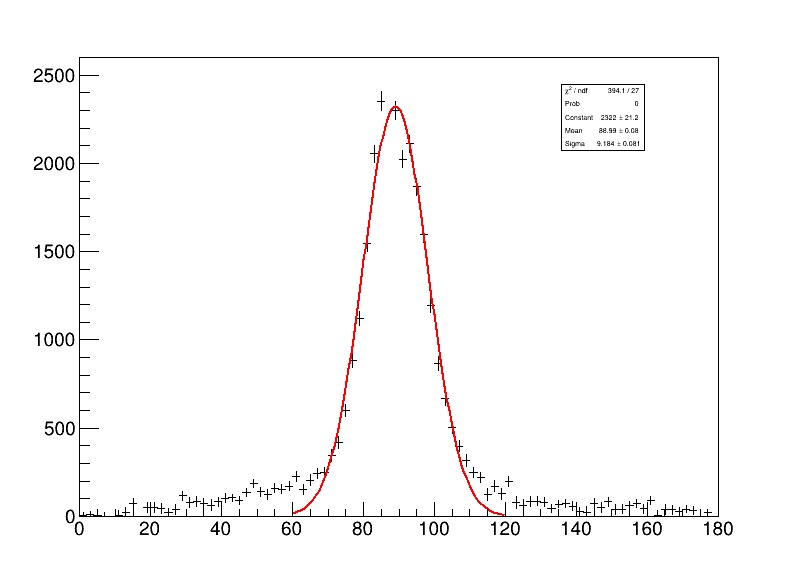 2500
2000
1500
1000
500
0
0 20 40 60 80 100 120 140 160 180
χ² / ndf 394.1 / 27
Prob 0
Constant 2322 ± 21.2
Mean 88.99 ± 0.08
Sigma 9.184 ± 0.081